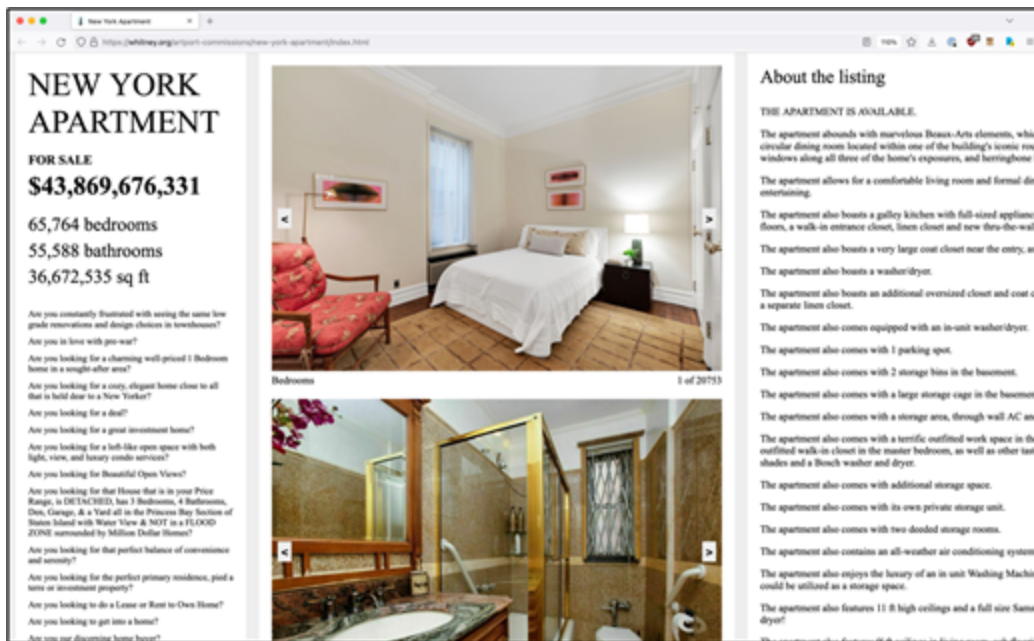 New York Apartment
https://whitney.org/artport-commissions/new-york-apartment/index.html
110%
NEW YORK
APARTMENT
FOR SALE
$43,869,676,331
65,764 bedrooms
55,588 bathrooms
36,672,535 sq ft
Are you constantly frustrated with seeing the same low
grade renovations and design choices in townhouses?
Are you in love with pre-war?
Are you looking for a charming well-priced 1 Bedroom
home in a sought-after area?
Are you looking for a cozy, elegant home close to all
that is held dear to a New Yorker?
Are you looking for a deal?
Are you looking for a great investment home?
Are you looking for a loft-like open space with both
light, view, and luxury condo services?
Are you looking for Beautiful Open Views?
Are you looking for that House that is in your Price
Range, is DETACHED, has 3 Bedrooms, 4 Bathrooms,
Den, Garage, & a Yard all in the Princess Bay Section of
Staten Island with Water View & NOT in a FLOOD
ZONE surrounded by Million Dollar Homes?
Are you looking for that perfect balance of convenience
and serenity?
Are you looking for the perfect primary residence, pied a
terre or investment property?
Are you looking to do a Lease or Rent to Own Home?
Are you looking to get into a home?
Are you our discerning home buyer?
<
>
Bedrooms
1 of 20753
<
>
About the listing
THE APARTMENT IS AVAILABLE.
The apartment abounds with marvelous Beaux-Arts elements,
circular dining room located within one of the building's iconic
windows along all three of the home's exposures, and herringbone
The apartment allows for a comfortable living room and formal
entertaining.
The apartment also boasts a galley kitchen with full-sized
floors, a walk-in entrance closet, linen closet and new
The apartment also boasts a very large coat closet near the entry,
The apartment also boasts a washer/dryer.
The apartment also boasts an additional oversized closet and coat
a separate linen closet.
The apartment also comes equipped with an in-unit washer/dryer.
The apartment also comes with 1 parking spot.
The apartment also comes with 2 storage bins in the basement.
The apartment also comes with a large storage cage in the
The apartment also comes with a storage area, through wall AC
The apartment also comes with a terrific outfitted work space in
outfitted walk-in closet in the master bedroom, as well as other
shades and a Bosch washer and dryer.
The apartment also comes with additional storage space.
The apartment also comes with its own private storage unit.
The apartment also comes with two deeded storage rooms.
The apartment also contains an all-weather air conditioning
The apartment also enjoys the luxury of an in unit Washing
could be utilized as a storage space.
The apartment also features 11 ft high ceilings and a full size
dryer!